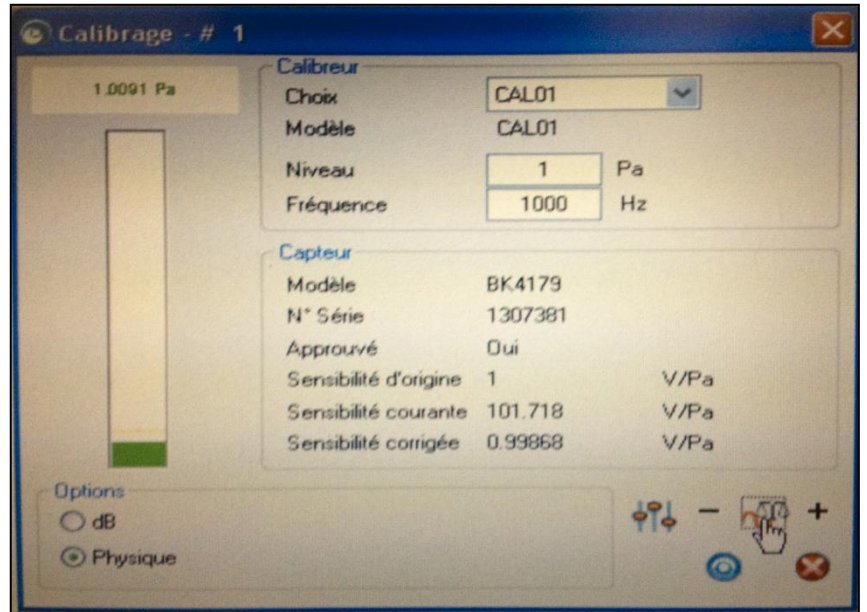 Calibrage - # 1
1.0091 Pa
Calibreur
Choix CAL01
Modèle CAL01
Niveau 1 Pa
Fréquence 1000 Hz
Capteur
Modèle BK4179
N° Série 1307381
Approuvé Oui
Sensibilité d'origine 1 V/Pa
Sensibilité courante 101.718 V/Pa
Sensibilité corrigée 0.99868 V/Pa
Options
dB
Physique